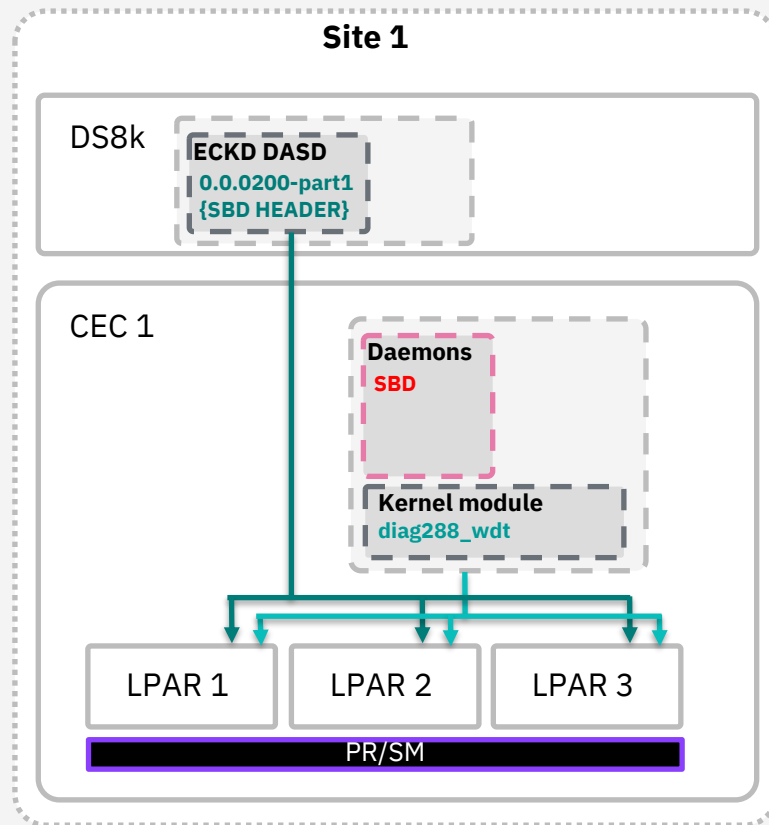 Site 1
DS8k
ECKD DASD
0.0.0200-part1
{SBD HEADER}
CEC 1
Daemons
SBD
Kernel module
diag288_wdt
LPAR 1
LPAR 2
LPAR 3
PR/SM